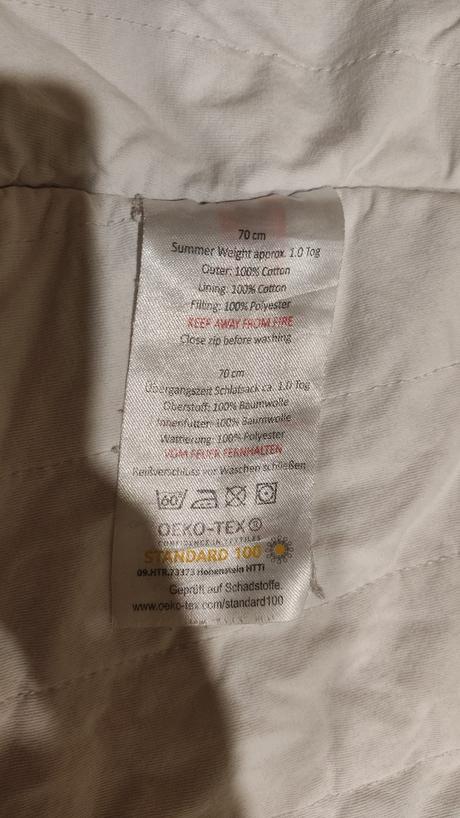 70 cm
Summer Weight approx. 1.0 Tog
Outer: 100% Cotton
Lining: 100% Cotton
Filling: 100% Polyester
KEEP AWAY FROM FIRE
Close zip before washing
70 cm
Übergangszeit Schlafsack ca. 1.0 Tog
Oberstoff: 100% Baumwolle
Innenfutter: 100% Baumwolle
Wattierung: 100% Polyester
VOM FEUER FERNHALTEN
Reißverschluss vor Waschen schließen
60°
OEKO-TEX®
CONFIDENCE IN TEXTILES
STANDARD 100
09.HTR.73373 Hohenstein HTTI
Geprüft auf Schadstoffe.
www.oeko-tex.com/standard100